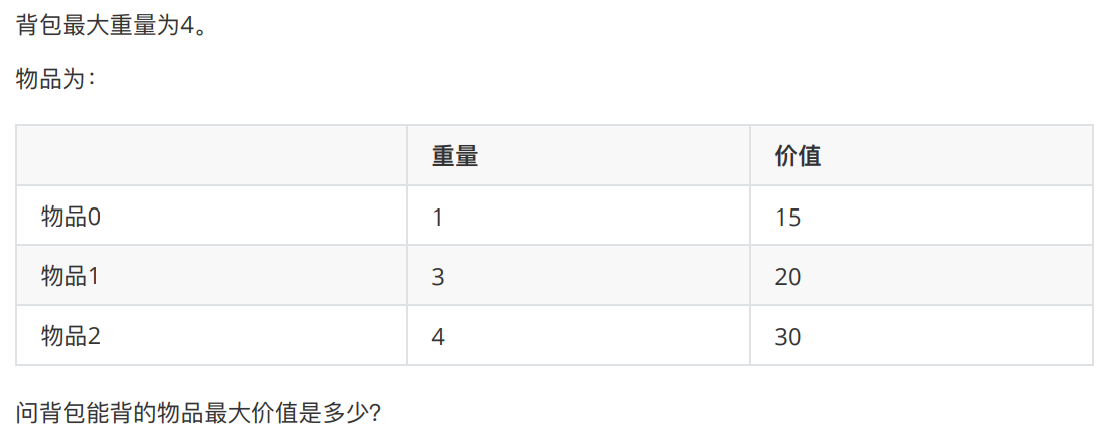 背包最大重量为4。
物品为：
重量 价值
物品0 1 15
物品1 3 20
物品2 4 30
问背包能背的物品最大价值是多少?